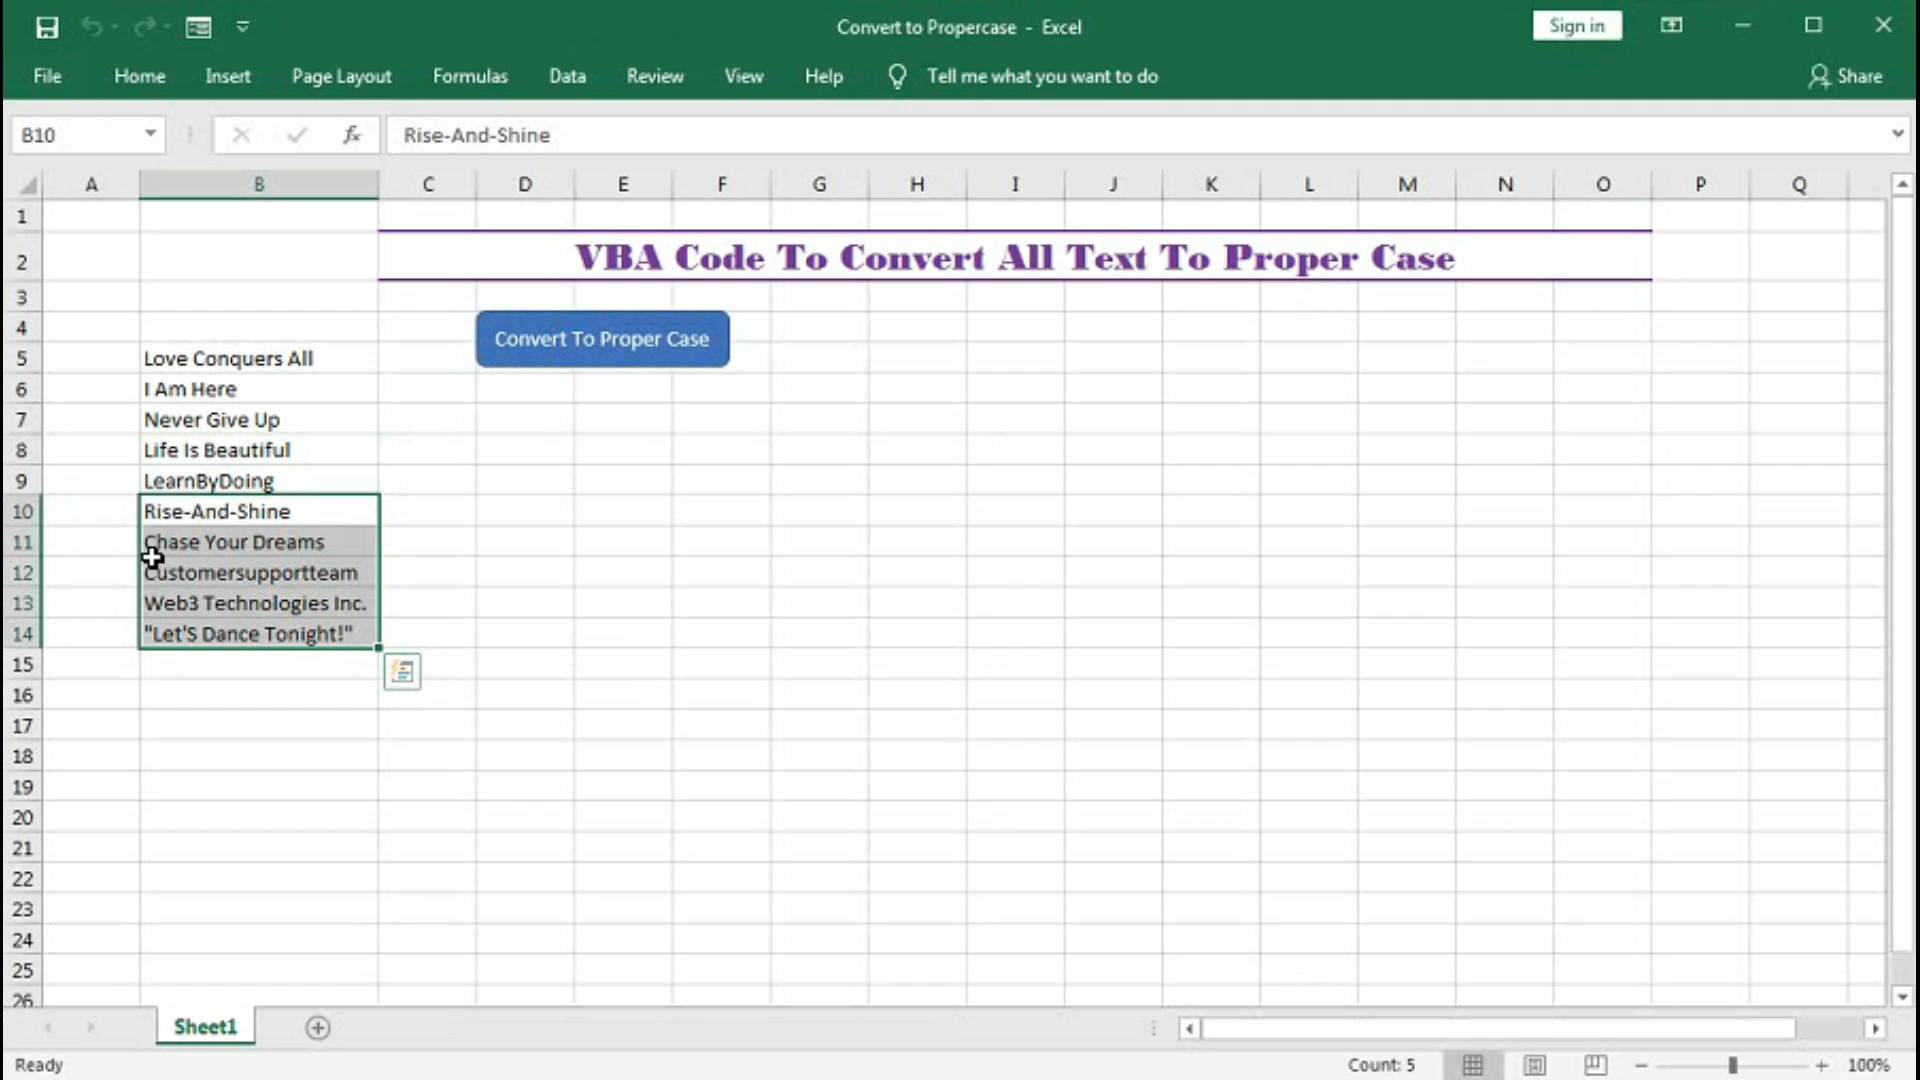 Convert to Propercase - Excel
Sign in
File Home Insert Page Layout Formulas Data Review View Help Tell me what you want to do Share
B10 fx Rise-And-Shine
A B C D E F G H I J K L M N O P Q
1
2 VBA Code To Convert All Text To Proper Case
3
4 Convert To Proper Case
5 Love Conquers All
6 I Am Here
7 Never Give Up
8 Life Is Beautiful
9 LearnByDoing
10 Rise-And-Shine
11 Chase Your Dreams
12 Customersupportteam
13 Web3 Technologies Inc.
14 "Let'S Dance Tonight!"
15
16
17
18
19
20
21
22
23
24
25
26
Sheet1
Ready Count: 5 100%